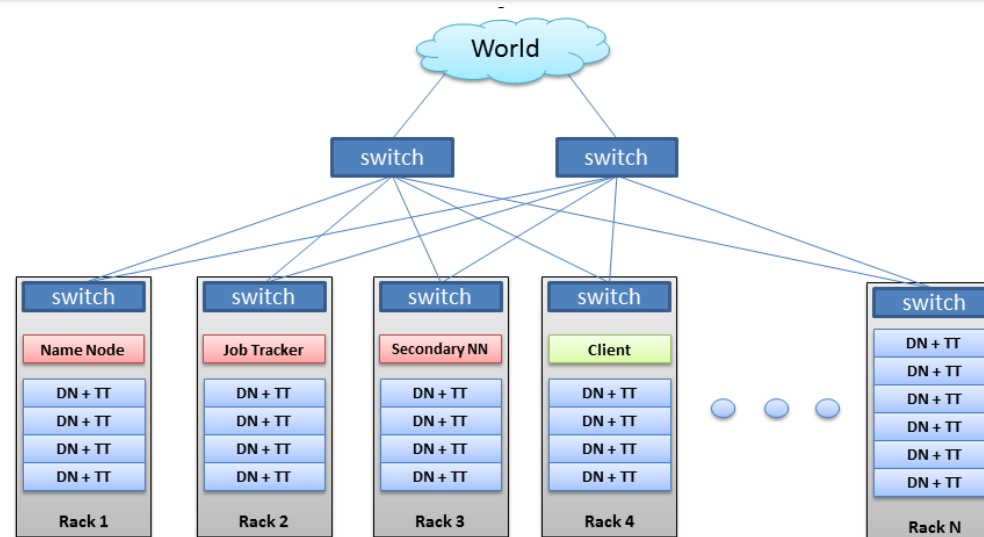 World
switch
switch
switch
Name Node
DN + TT
DN + TT
DN + TT
DN + TT
Rack 1
switch
Job Tracker
DN + TT
DN + TT
DN + TT
DN + TT
Rack 2
switch
Secondary NN
DN + TT
DN + TT
DN + TT
DN + TT
Rack 3
switch
Client
DN + TT
DN + TT
DN + TT
DN + TT
Rack 4
switch
DN + TT
DN + TT
DN + TT
DN + TT
DN + TT
DN + TT
Rack N